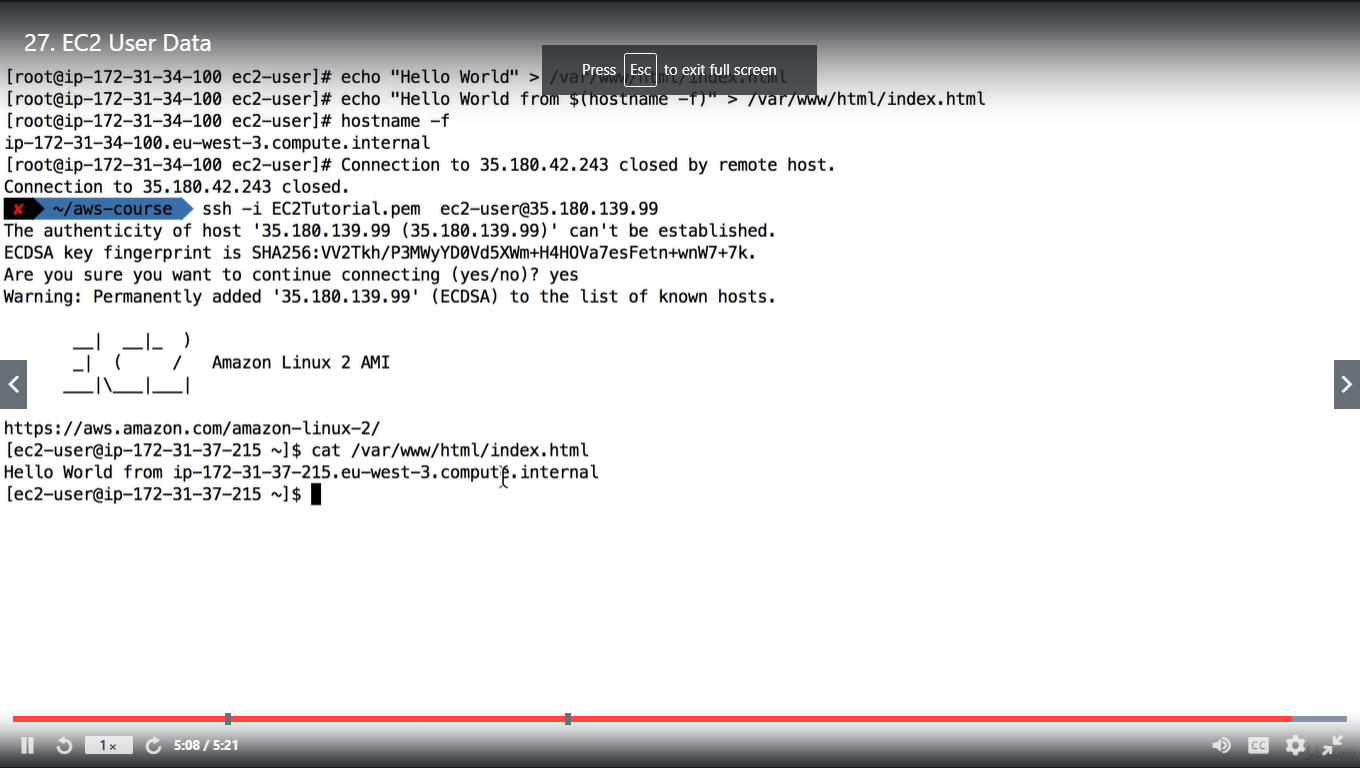 27. EC2 User Data
Press Esc to exit full screen
[root@ip-172-31-34-100 ec2-user]# echo "Hello World" > /var/www/html/index.html
[root@ip-172-31-34-100 ec2-user]# echo "Hello World from $(hostname -f)" > /var/www/html/index.html
[root@ip-172-31-34-100 ec2-user]# hostname -f
ip-172-31-34-100.eu-west-3.compute.internal
[root@ip-172-31-34-100 ec2-user]# Connection to 35.180.42.243 closed by remote host.
Connection to 35.180.42.243 closed.
✘ ~/aws-course ssh -i EC2Tutorial.pem ec2-user@35.180.139.99
The authenticity of host '35.180.139.99 (35.180.139.99)' can't be established.
ECDSA key fingerprint is SHA256:VV2Tkh/P3MWyYD0Vd5XWm+H4HOVa7esFetn+wnW7+7k.
Are you sure you want to continue connecting (yes/no)? yes
Warning: Permanently added '35.180.139.99' (ECDSA) to the list of known hosts.
__| __|_ )
_| ( / Amazon Linux 2 AMI
___|\___|___|
https://aws.amazon.com/amazon-linux-2/
[ec2-user@ip-172-31-37-215 ~]$ cat /var/www/html/index.html
Hello World from ip-172-31-37-215.eu-west-3.compute.internal
[ec2-user@ip-172-31-37-215 ~]$
1x 5:08 / 5:21 CC